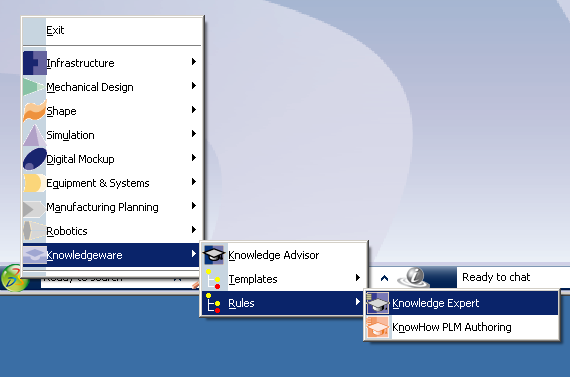 Exit
Infrastructure
Mechanical Design
Shape
Simulation
Digital Mockup
Equipment & Systems
Manufacturing Planning
Robotics
Knowledgeware
Knowledge Advisor
Templates
Rules
Knowledge Expert
KnowHow PLM Authoring
Ready to search
Ready to chat